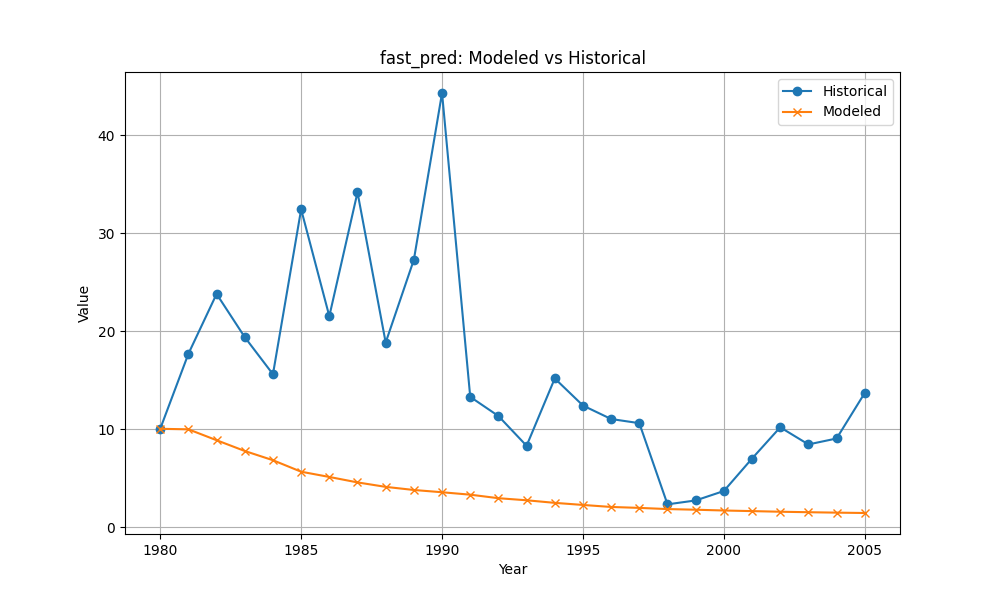 fast_pred: Modeled vs Historical
Historical
Modeled
Value
40
30
20
10
0
1980 1985 1990 1995 2000 2005
Year